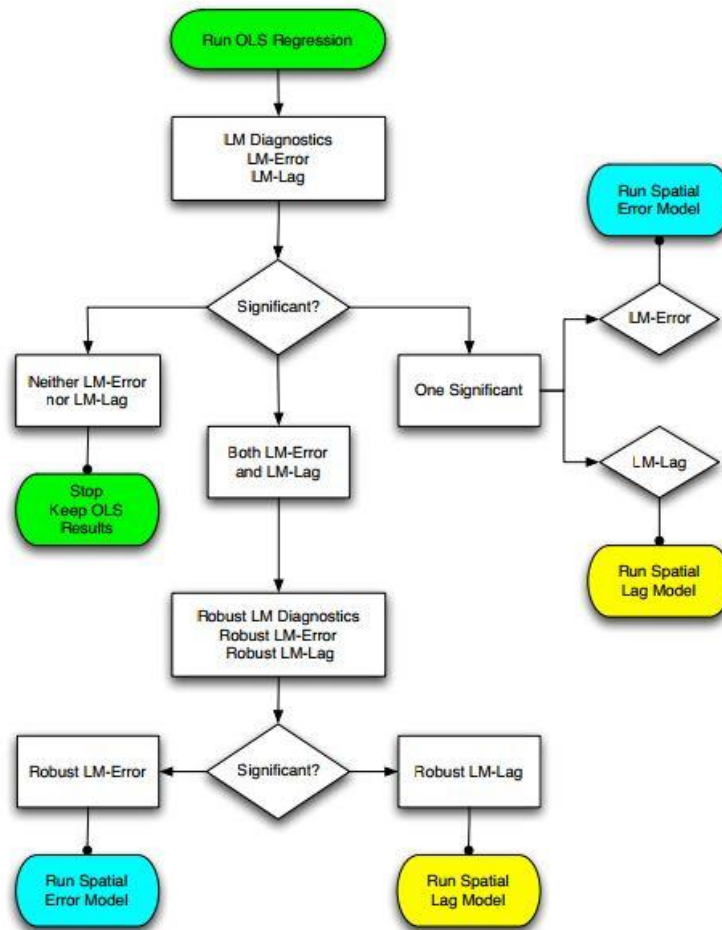 Run OLS Regression
LM Diagnostics
LM-Error
LM-Lag
Run Spatial
Error Model
Significant?
LM-Error
Neither LM-Error
nor LM-Lag
One Significant
Both LM-Error
and LM-Lag
LM-Lag
Stop
Keep OLS
Results
Run Spatial
Lag Model
Robust LM Diagnostics
Robust LM-Error
Robust LM-Lag
Robust LM-Error
Significant?
Robust LM-Lag
Run Spatial
Error Model
Run Spatial
Lag Model